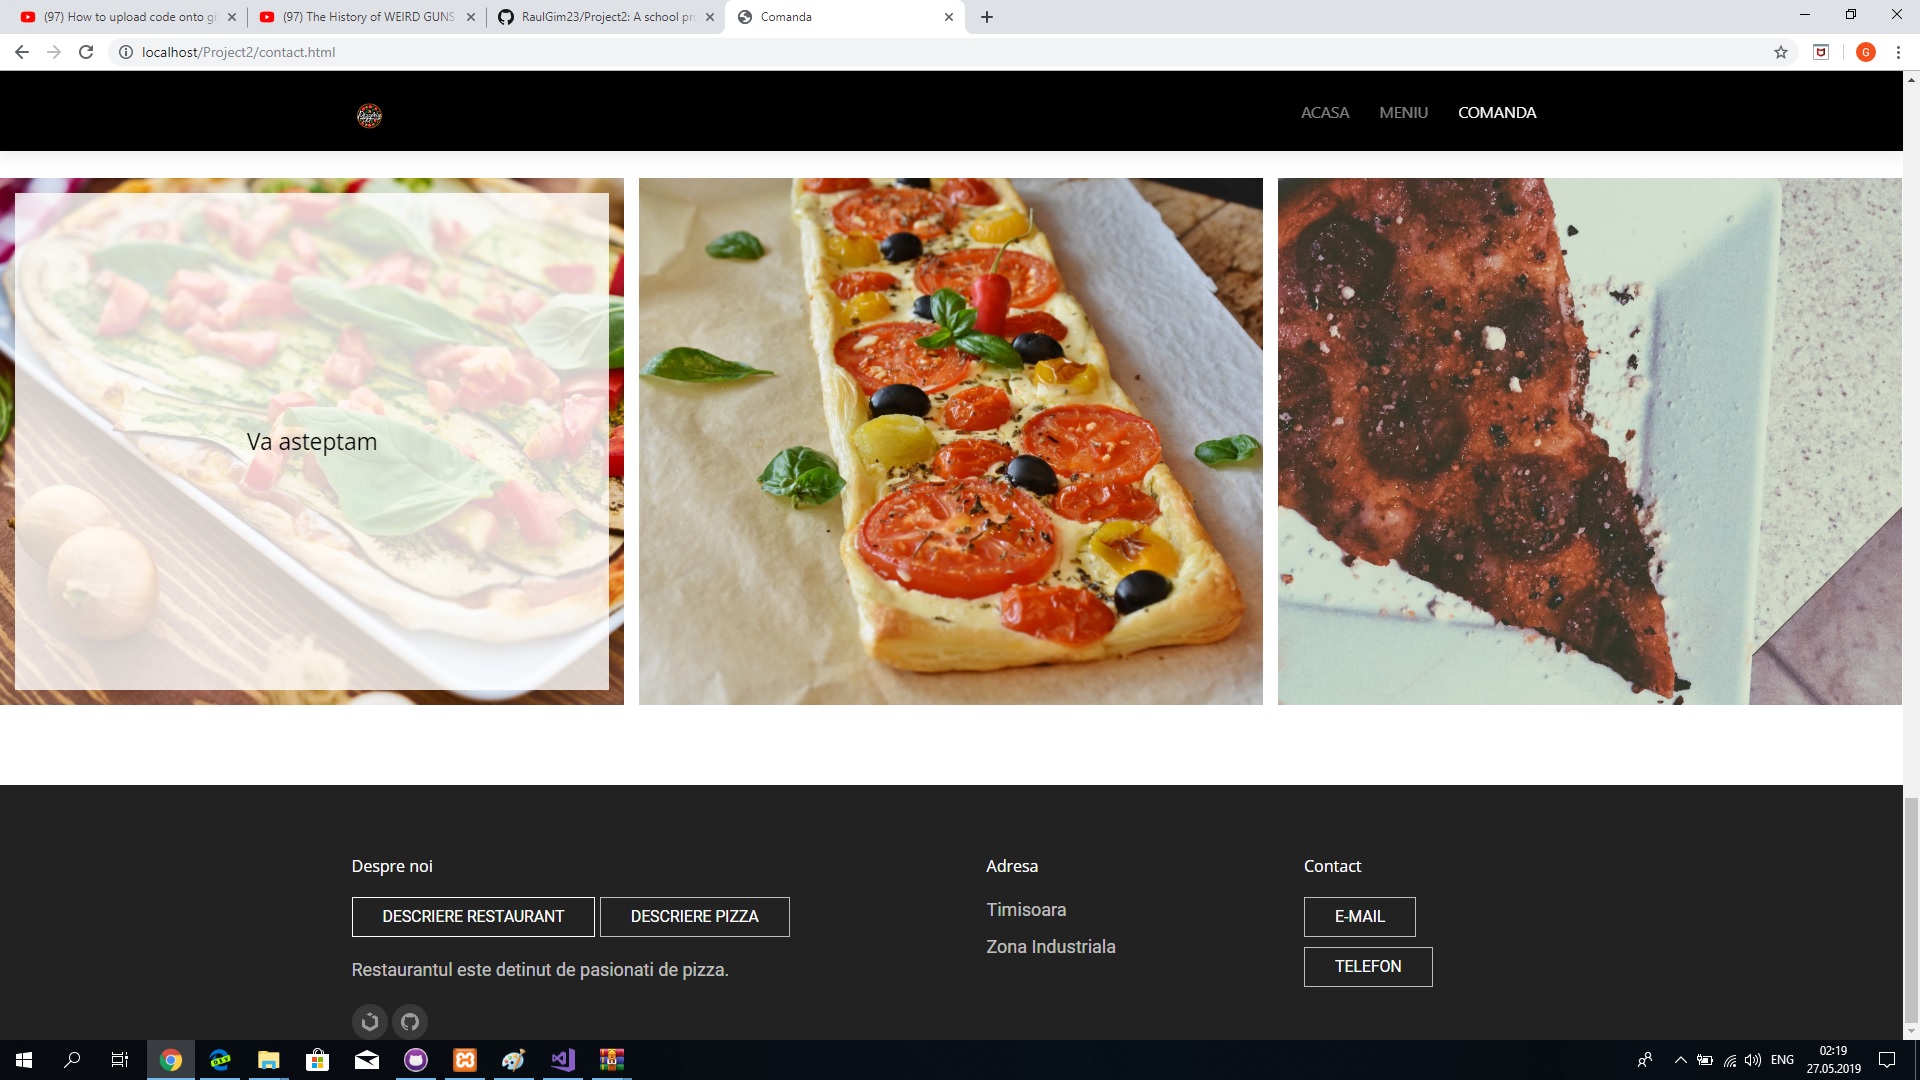 (97) How to upload code onto gi
(97) The History of WEIRD GUNS
RaulGim23/Project2: A school pr
Comanda
localhost/Project2/contact.html
G
ACASA
MENIU
COMANDA
Va asteptam
Despre noi
DESCRIERE RESTAURANT
DESCRIERE PIZZA
Restaurantul este detinut de pasionati de pizza.
Adresa
Timisoara
Zona Industriala
Contact
E-MAIL
TELEFON
ENG
02:19
27.05.2019